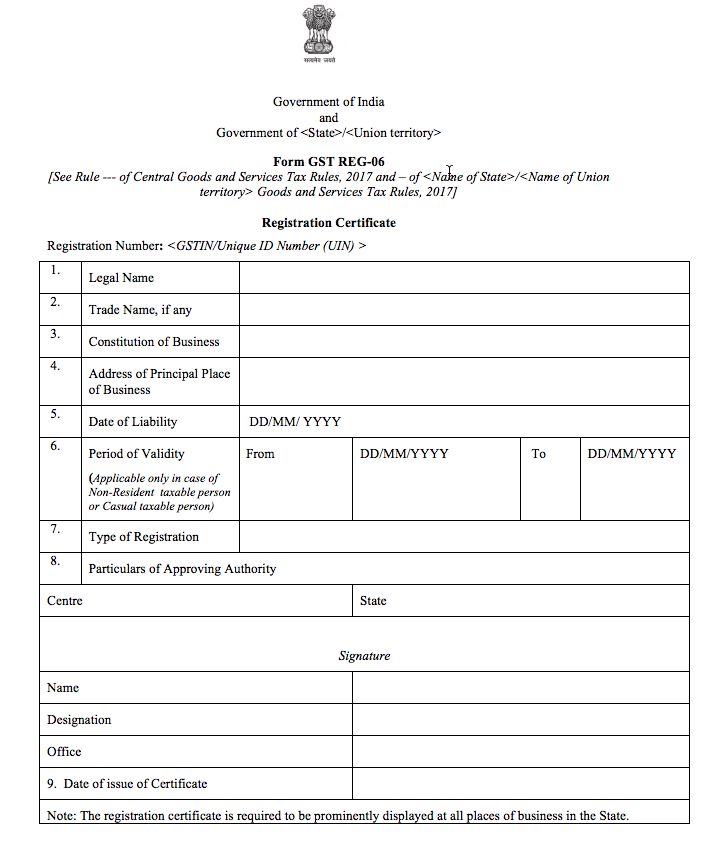 सत्यमेव जयते
Government of India
and
Government of <State>/<Union territory>
Form GST REG-06
[See Rule --- of Central Goods and Services Tax Rules, 2017 and – of <Name of State>/<Name of Union
territory> Goods and Services Tax Rules, 2017]
Registration Certificate
Registration Number: <GSTIN/Unique ID Number (UIN) >
1. Legal Name
2. Trade Name, if any
3. Constitution of Business
4. Address of Principal Place
of Business
5. Date of Liability DD/MM/ YYYY
6. Period of Validity From DD/MM/YYYY To DD/MM/YYYY
(Applicable only in case of
Non-Resident taxable person
or Casual taxable person)
7. Type of Registration
8. Particulars of Approving Authority
Centre State
Signature
Name
Designation
Office
9. Date of issue of Certificate
Note: The registration certificate is required to be prominently displayed at all places of business in the State.